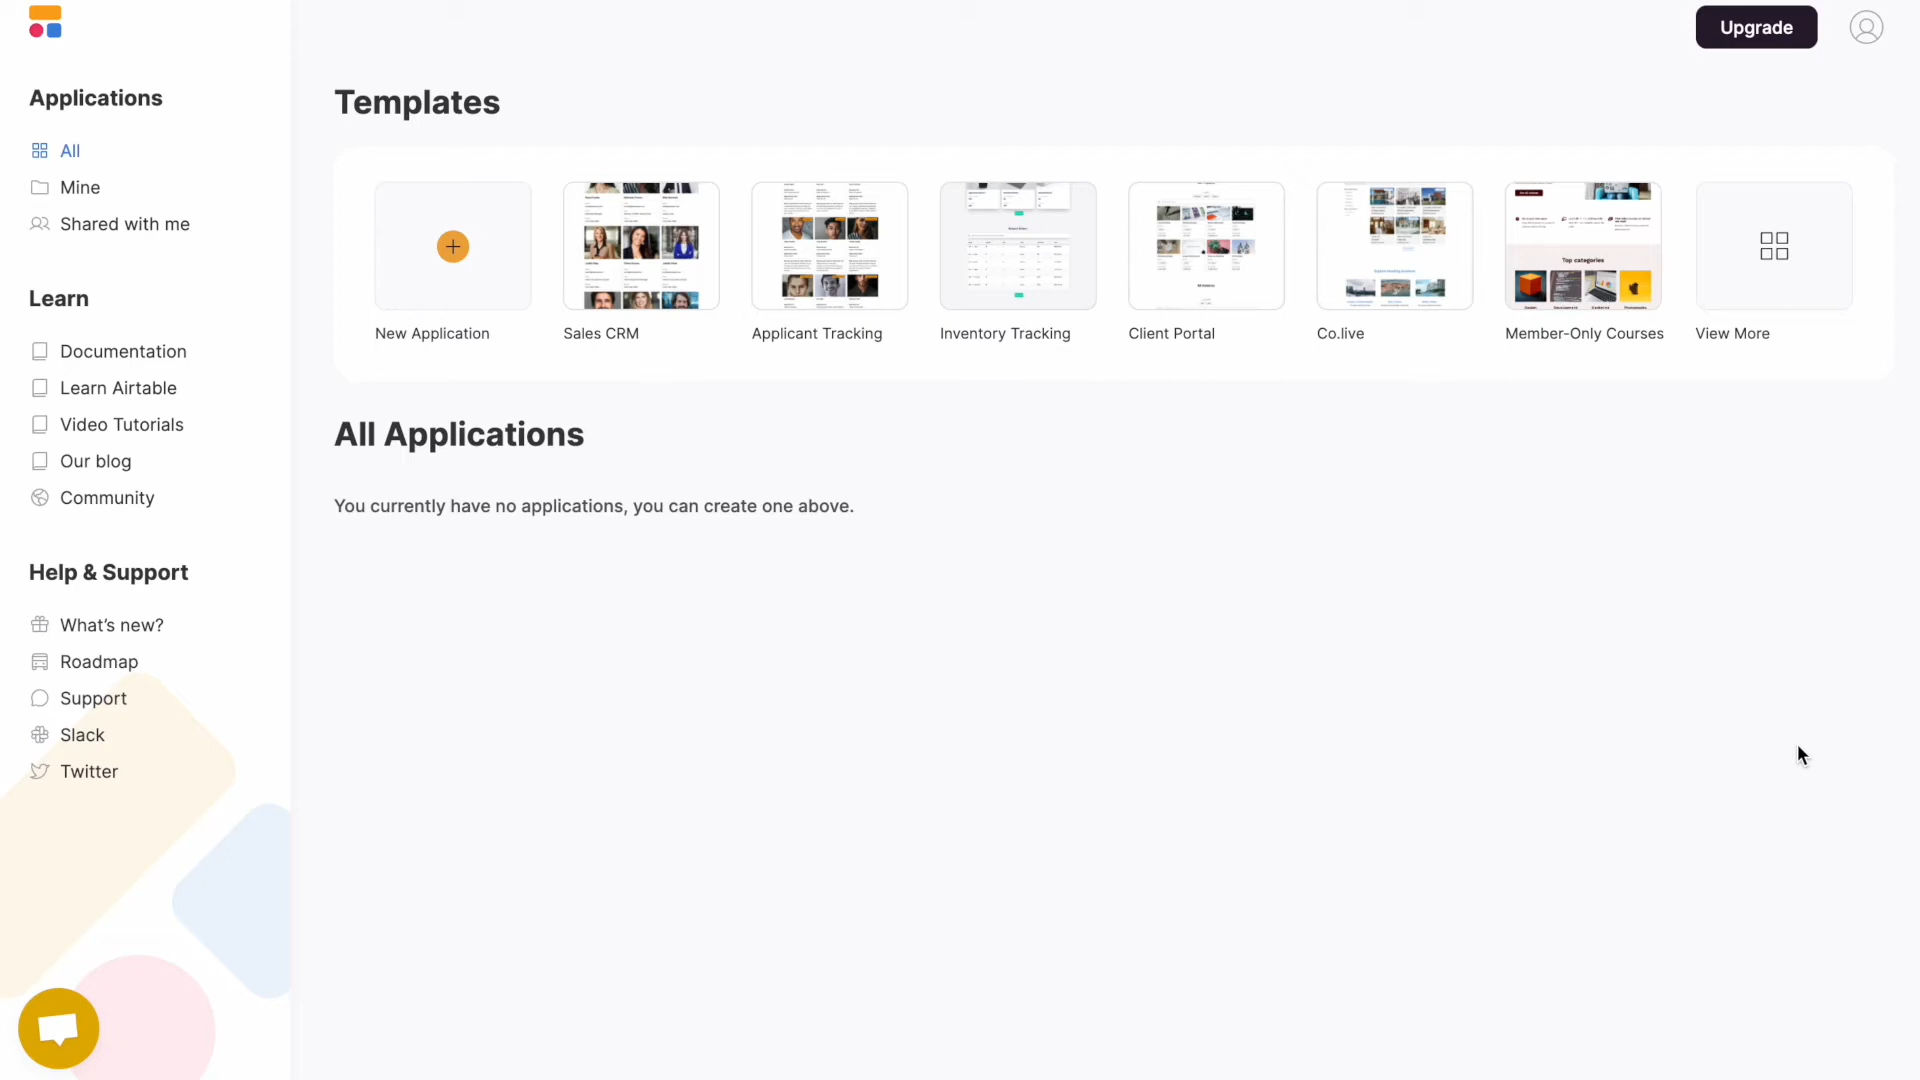 Upgrade
Applications
All
Mine
Shared with me
Learn
Documentation
Learn Airtable
Video Tutorials
Our blog
Community
Help & Support
What's new?
Roadmap
Support
Slack
Twitter
Templates
New Application
Sales CRM
Applicant Tracking
Inventory Tracking
Client Portal
Co.live
Top categories
Member-Only Courses
View More
All Applications
You currently have no applications, you can create one above.